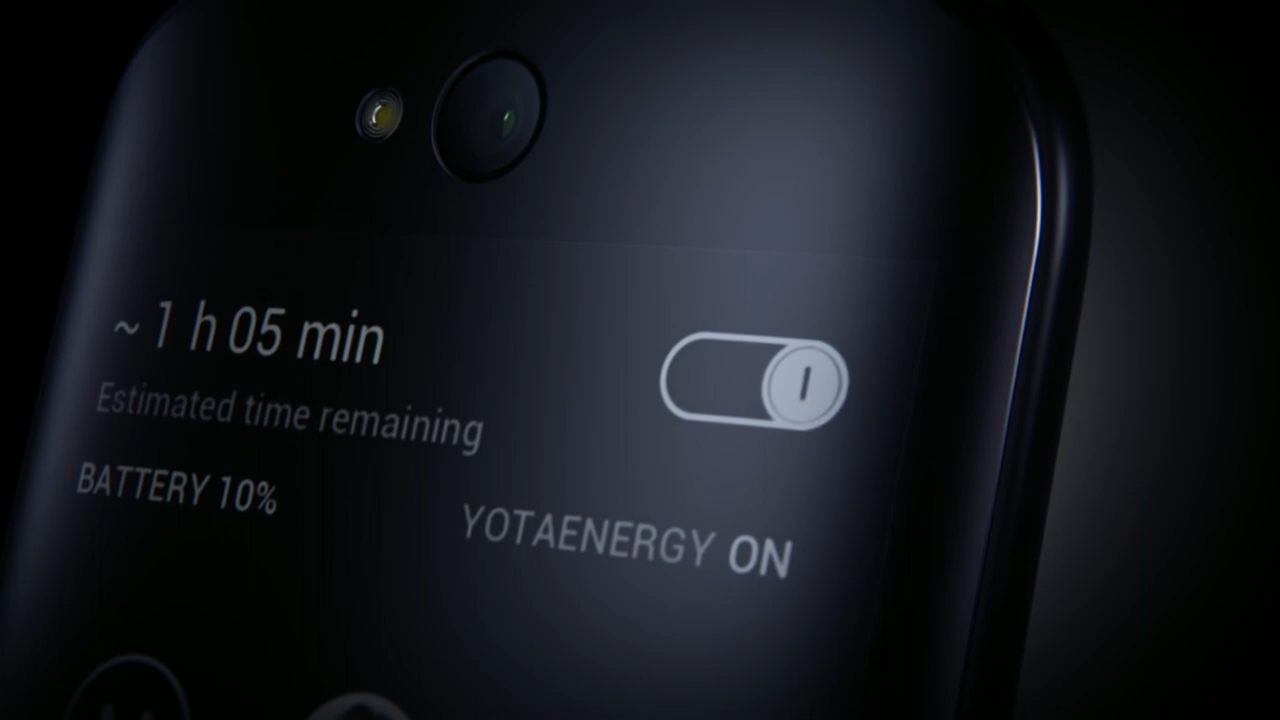 ~ 1 h 05 min
Estimated time remaining
BATTERY 10%
YOTAENERGY ON